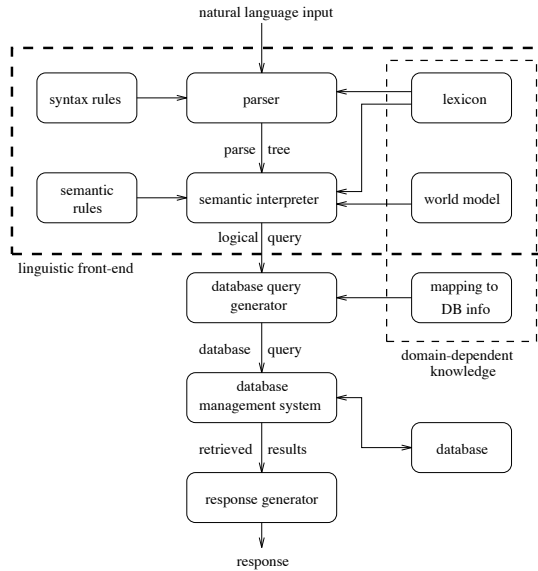 natural language input
syntax rules
parser
lexicon
parse tree
semantic
rules
semantic interpreter
world model
logical query
linguistic front-end
database query
generator
mapping to
DB info
database query
domain-dependent
knowledge
database
management system
retrieved results
database
response generator
response